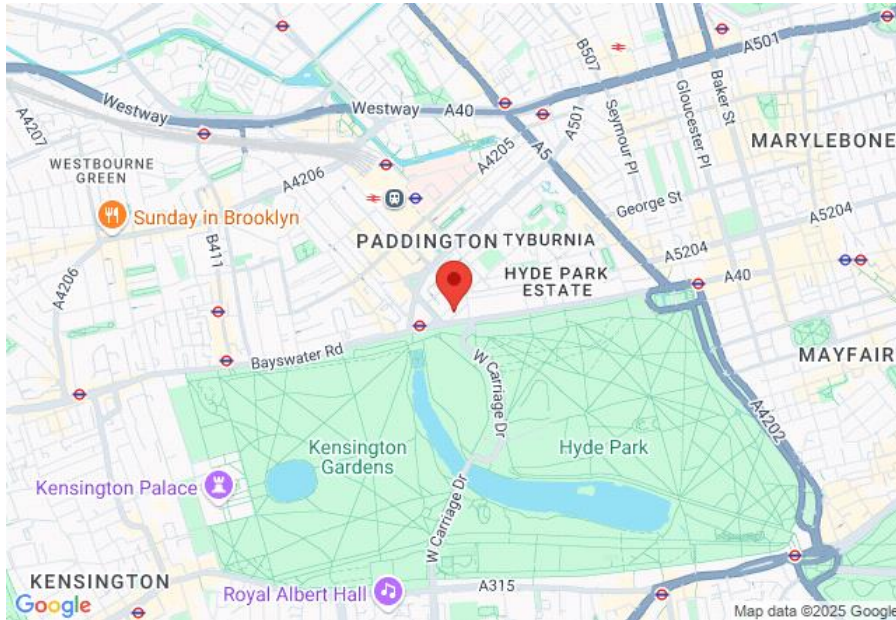 A501
B507
A4207
Westway
Westway
A40
A501
Seymour Pl
Gloucester Pl
Baker St
MARYLEBONE
WESTBOURNE
GREEN
A4206
A4205
A5
George St
Sunday in Brooklyn
B411
PADDINGTON
TYBURNIA
A5204
A5204
A4206
HYDE PARK
ESTATE
A40
Bayswater Rd
W Carriage Dr
MAYFAIR
A4202
Kensington
Gardens
Hyde Park
Kensington Palace
W Carriage Dr
KENSINGTON
Royal Albert Hall
A315
Google
Map data ©2025 Google